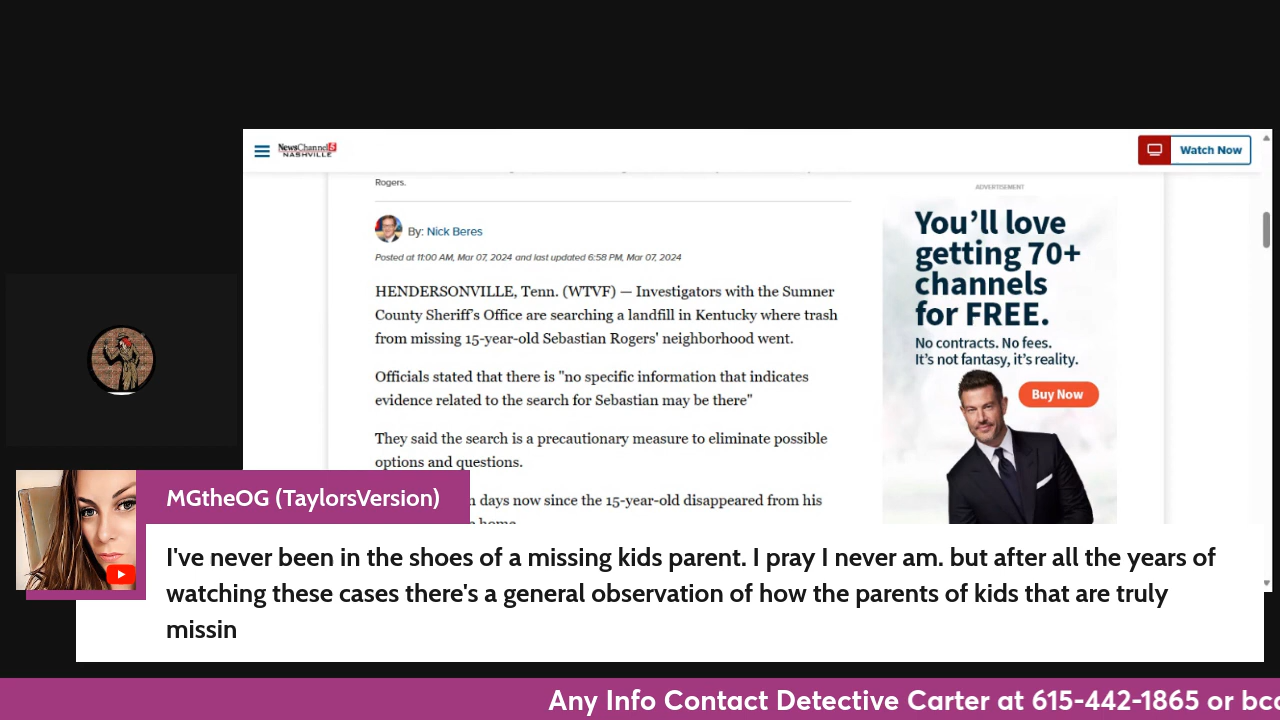 NewsChannel 5
NASHVILLE
Watch Now
Rogers.
By: Nick Beres
Posted at 11:00 AM, Mar 07, 2024 and last updated 6:58 PM, Mar 07, 2024
HENDERSONVILLE, Tenn. (WTVF) — Investigators with the Sumner
County Sheriff's Office are searching a landfill in Kentucky where trash
from missing 15-year-old Sebastian Rogers' neighborhood went.
Officials stated that there is "no specific information that indicates
evidence related to the search for Sebastian may be there"
They said the search is a precautionary measure to eliminate possible
options and questions.
days now since the 15-year-old disappeared from his
home.
ADVERTISEMENT
You'll love
getting 70+
channels
for FREE.
No contracts. No fees.
It's not fantasy, it's reality.
Buy Now
MGtheOG (TaylorsVersion)
I've never been in the shoes of a missing kids parent. I pray I never am. but after all the years of
watching these cases there's a general observation of how the parents of kids that are truly
missin
Any Info Contact Detective Carter at 615-442-1865 or bca